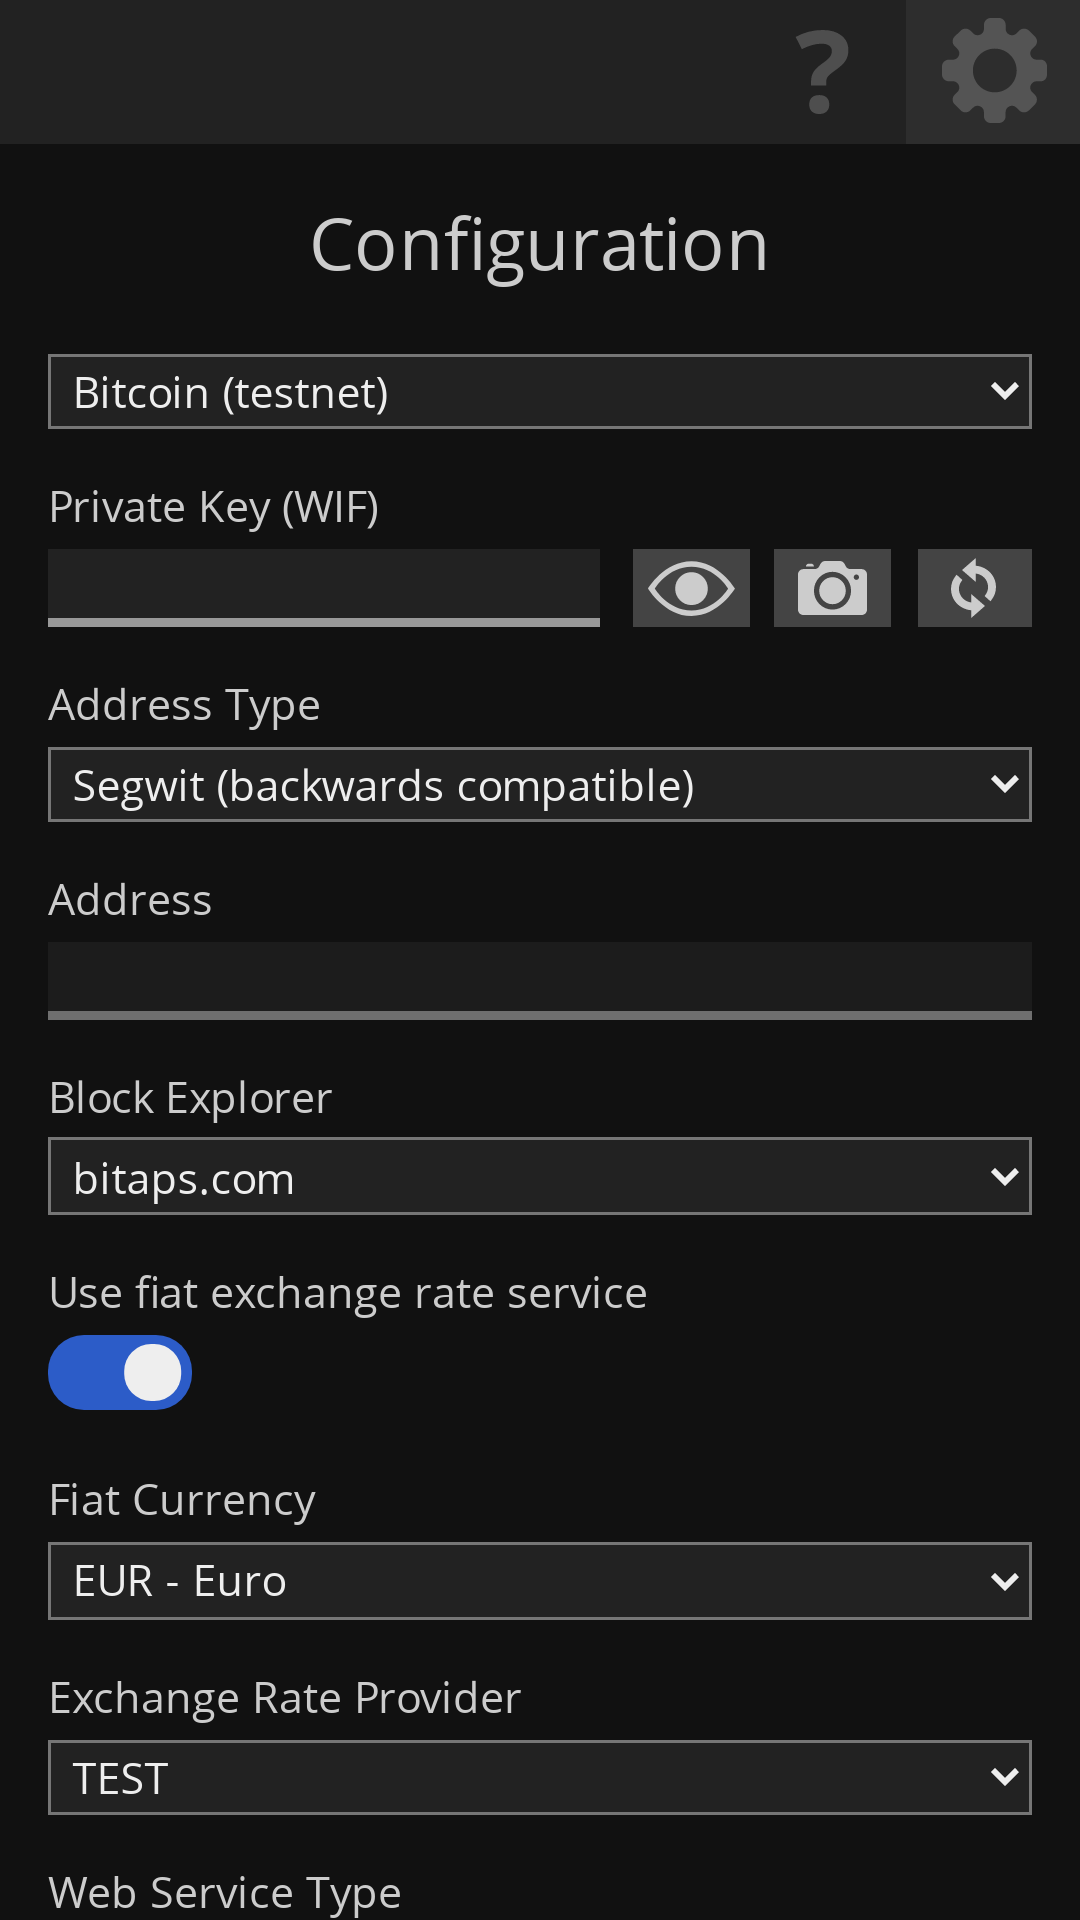 ?
Configuration
Bitcoin (testnet)
Private Key (WIF)
Address Type
Segwit (backwards compatible)
Address
Block Explorer
bitaps.com
Use fiat exchange rate service
Fiat Currency
EUR - Euro
Exchange Rate Provider
TEST
Web Service Type